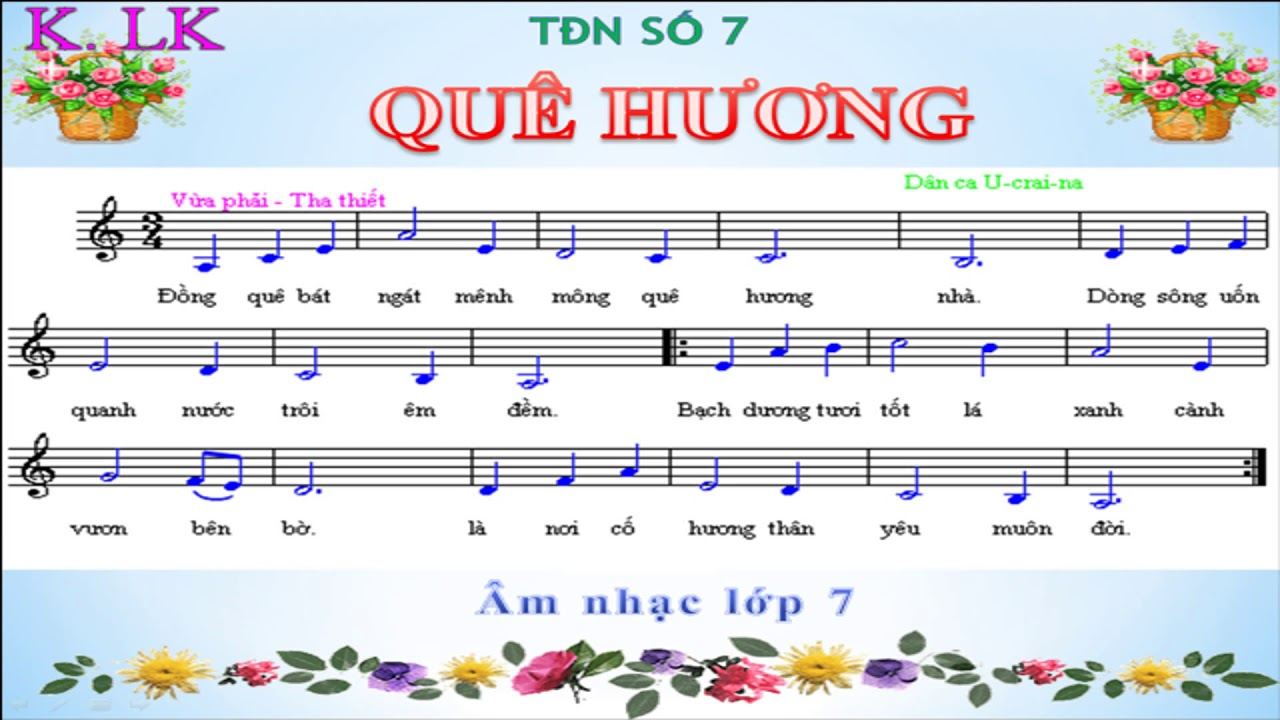 K. LK
TĐN SỐ 7
QUÊ HƯƠNG
Vừa phải - Tha thiết
Dân ca U-crai-na
2
4
Đồng quê bát ngát mênh mông quê hương nhà. Dòng sông uốn
quanh nước trôi êm đềm. Bạch dương tươi tốt lá xanh cành
vươn bên bờ. là nơi cố hương thân yêu muôn đời.
Âm nhạc lớp 7